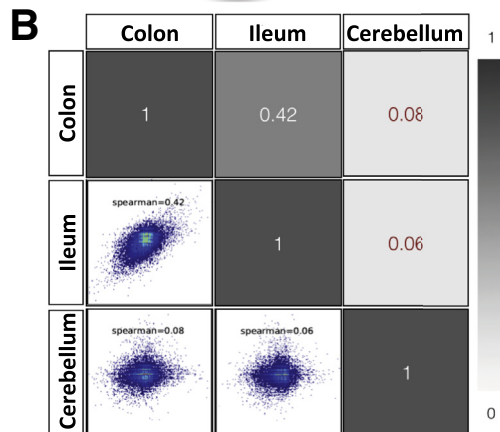 B
Colon Ileum Cerebellum
1
Colon
1 0.42 0.08
Ileum
spearman=0.42
1 0.06
Cerebellum
spearman=0.08 spearman=0.06
1
0